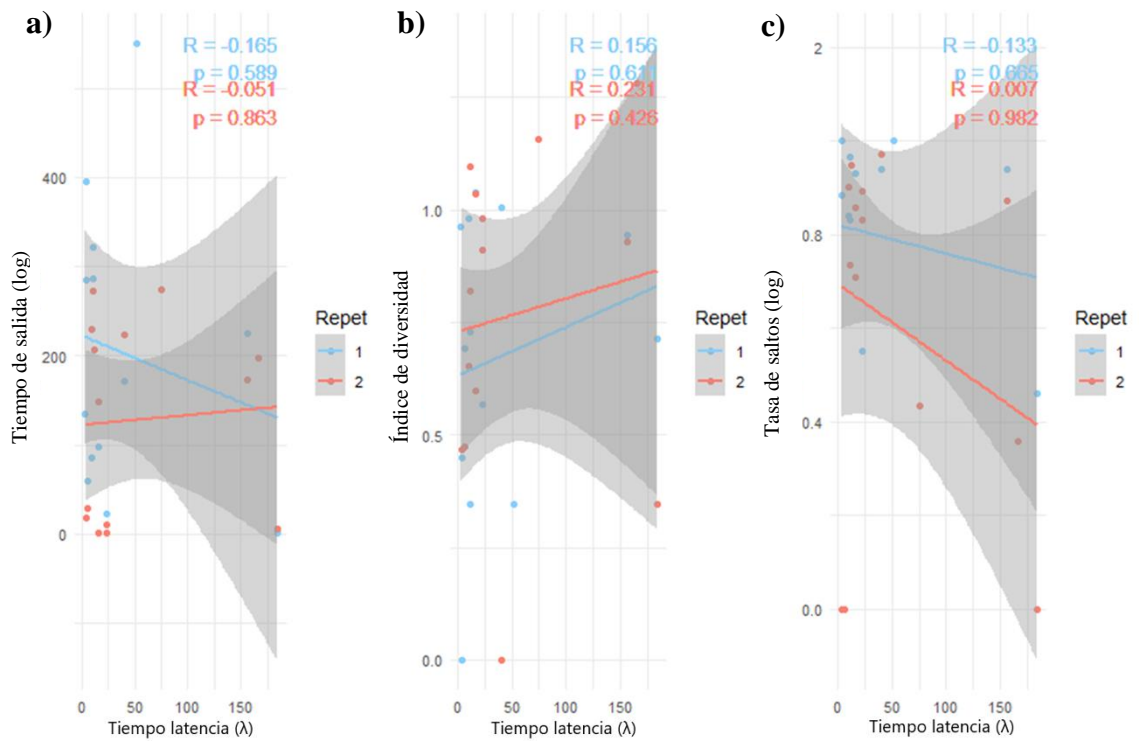 a)
R = -0.165
p = 0.589
R = -0.051
p = 0.863
Tiempo de salida (log)
400
200
0
0 50 100 150
Tiempo latencia (λ)
Repet
1
2
b)
R = 0.156
p = 0.611
R = 0.231
p = 0.426
Índice de diversidad
1.0
0.5
0.0
0 50 100 150
Tiempo latencia (λ)
Repet
1
2
c)
R = -0.133
p = 0.665
R = 0.007
p = 0.982
Tasa de saltos (log)
2
0.8
0.4
0.0
0 50 100 150
Tiempo latencia (λ)
Repet
1
2